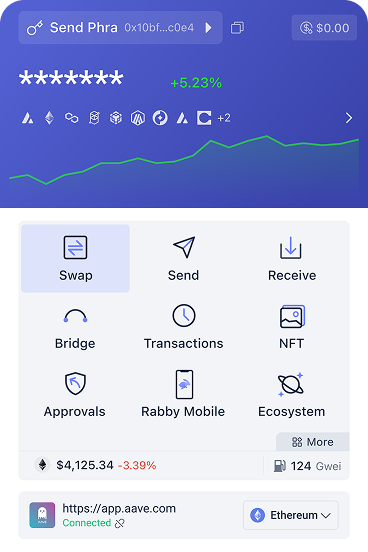 Send Phra 0x10bf...c0e4 $0.00
******* +5.23%
+2
Swap Send Receive
Bridge Transactions NFT
Approvals Rabby Mobile Ecosystem
More
$4,125.34 -3.39% 124 Gwei
https://app.aave.com
Connected
AAVE
Ethereum